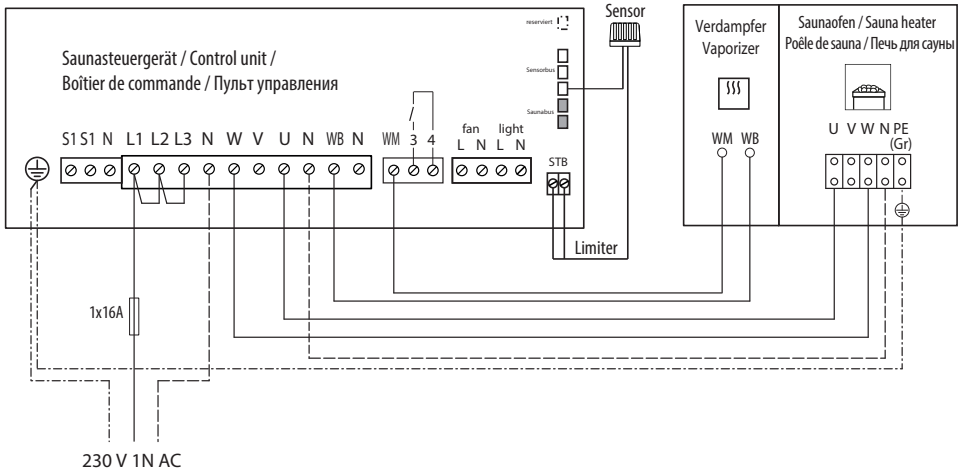 reserviert
Sensor
Saunasteuergerät / Control unit /
Boîtier de commande / Пульт управления
Sensorbus
Saunabus
fan light
S1 S1 N L1 L2 L3 N W V U N WB N WM 3 4 L N L N
STB
Limiter
Verdampfer
Vaporizer
WM WB
Saunaofen / Sauna heater
Poêle de sauna / Печь для сауны
U V W N PE
(Gr)
1x16A
230 V 1N AC